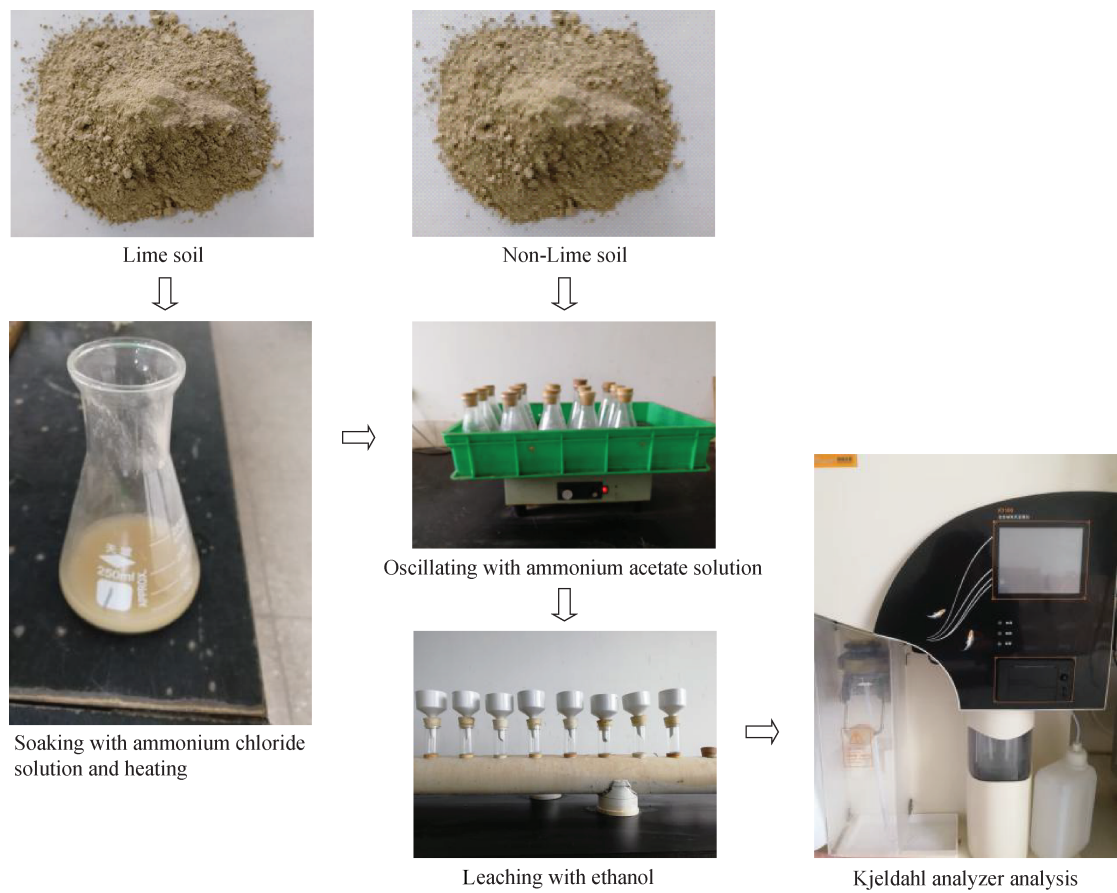 Lime soil
Non-Lime soil
250ml
APPROX.
Soaking with ammonium chloride
solution and heating
Oscillating with ammonium acetate solution
Leaching with ethanol
Kjeldahl analyzer analysis